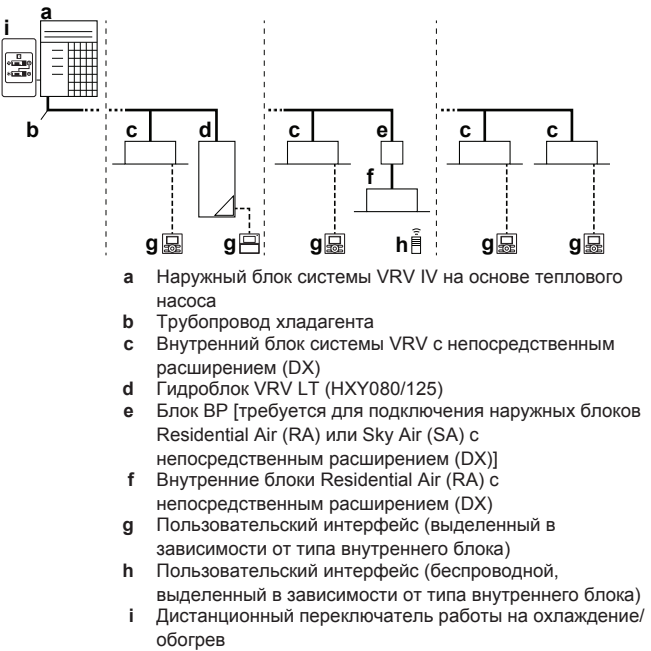 a
i
b
c
d
c
e
c
c
f
g
g
g
h
g
g
a Наружный блок системы VRV IV на основе теплового
насоса
b Трубопровод хладагента
c Внутренний блок системы VRV с непосредственным
расширением (DX)
d Гидроблок VRV LT (HXY080/125)
e Блок BP [требуется для подключения наружных блоков
Residential Air (RA) или Sky Air (SA) с
непосредственным расширением (DX)]
f Внутренние блоки Residential Air (RA) с
непосредственным расширением (DX)
g Пользовательский интерфейс (выделенный в
зависимости от типа внутреннего блока)
h Пользовательский интерфейс (беспроводной,
выделенный в зависимости от типа внутреннего блока)
i Дистанционный переключатель работы на охлаждение/
обогрев